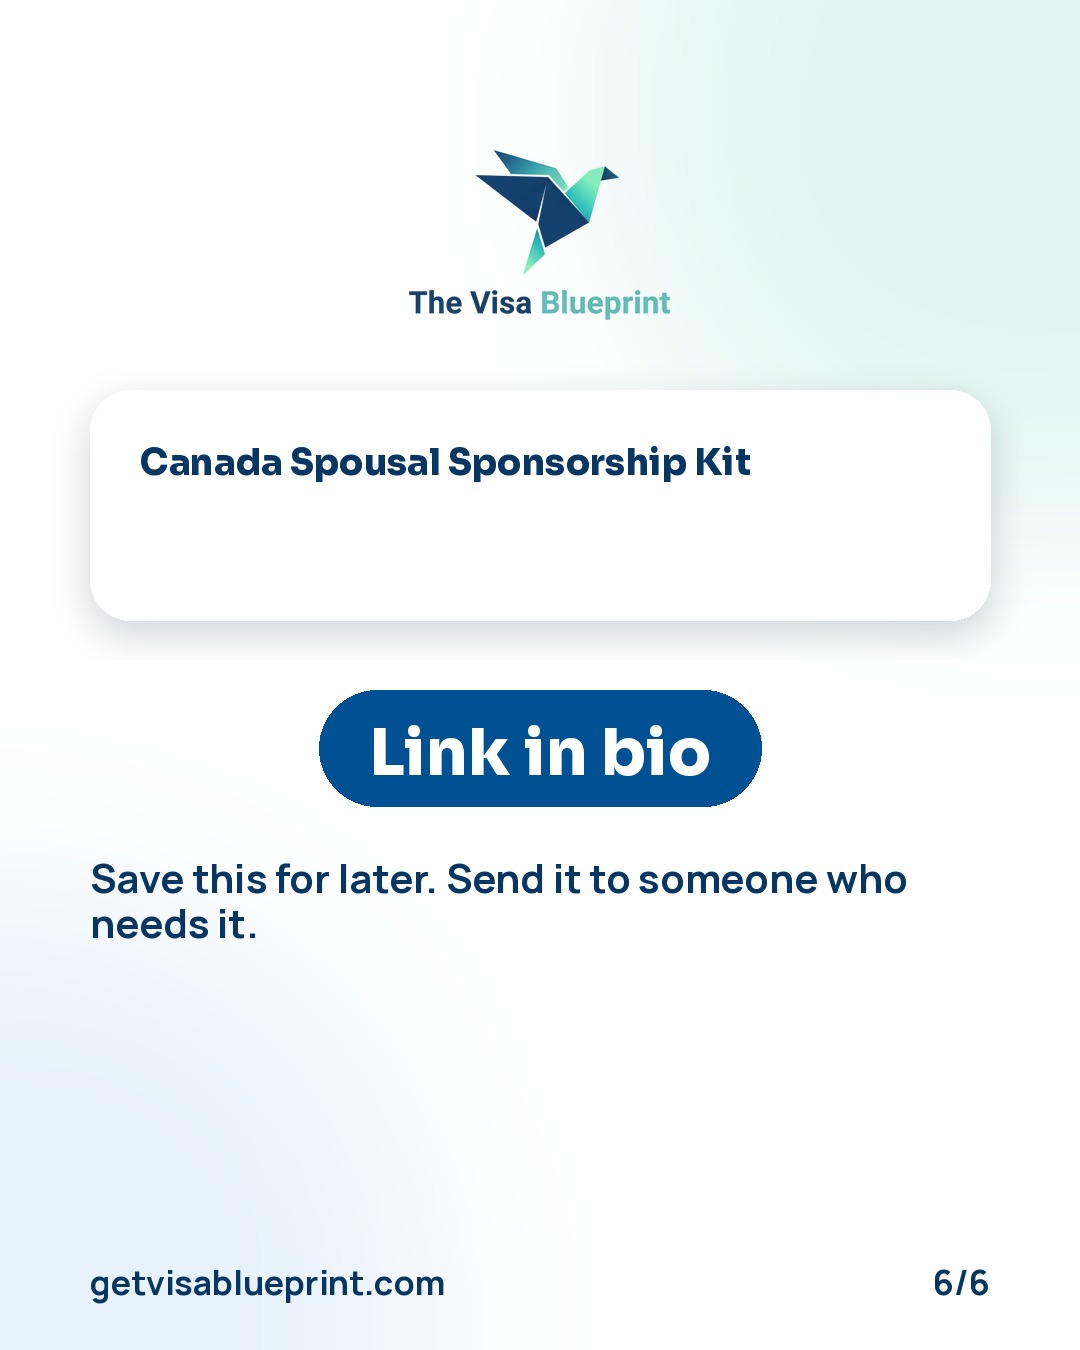 The Visa Blueprint
Canada Spousal Sponsorship Kit
Link in bio
Save this for later. Send it to someone who
needs it.
getvisablueprint.com
6/6